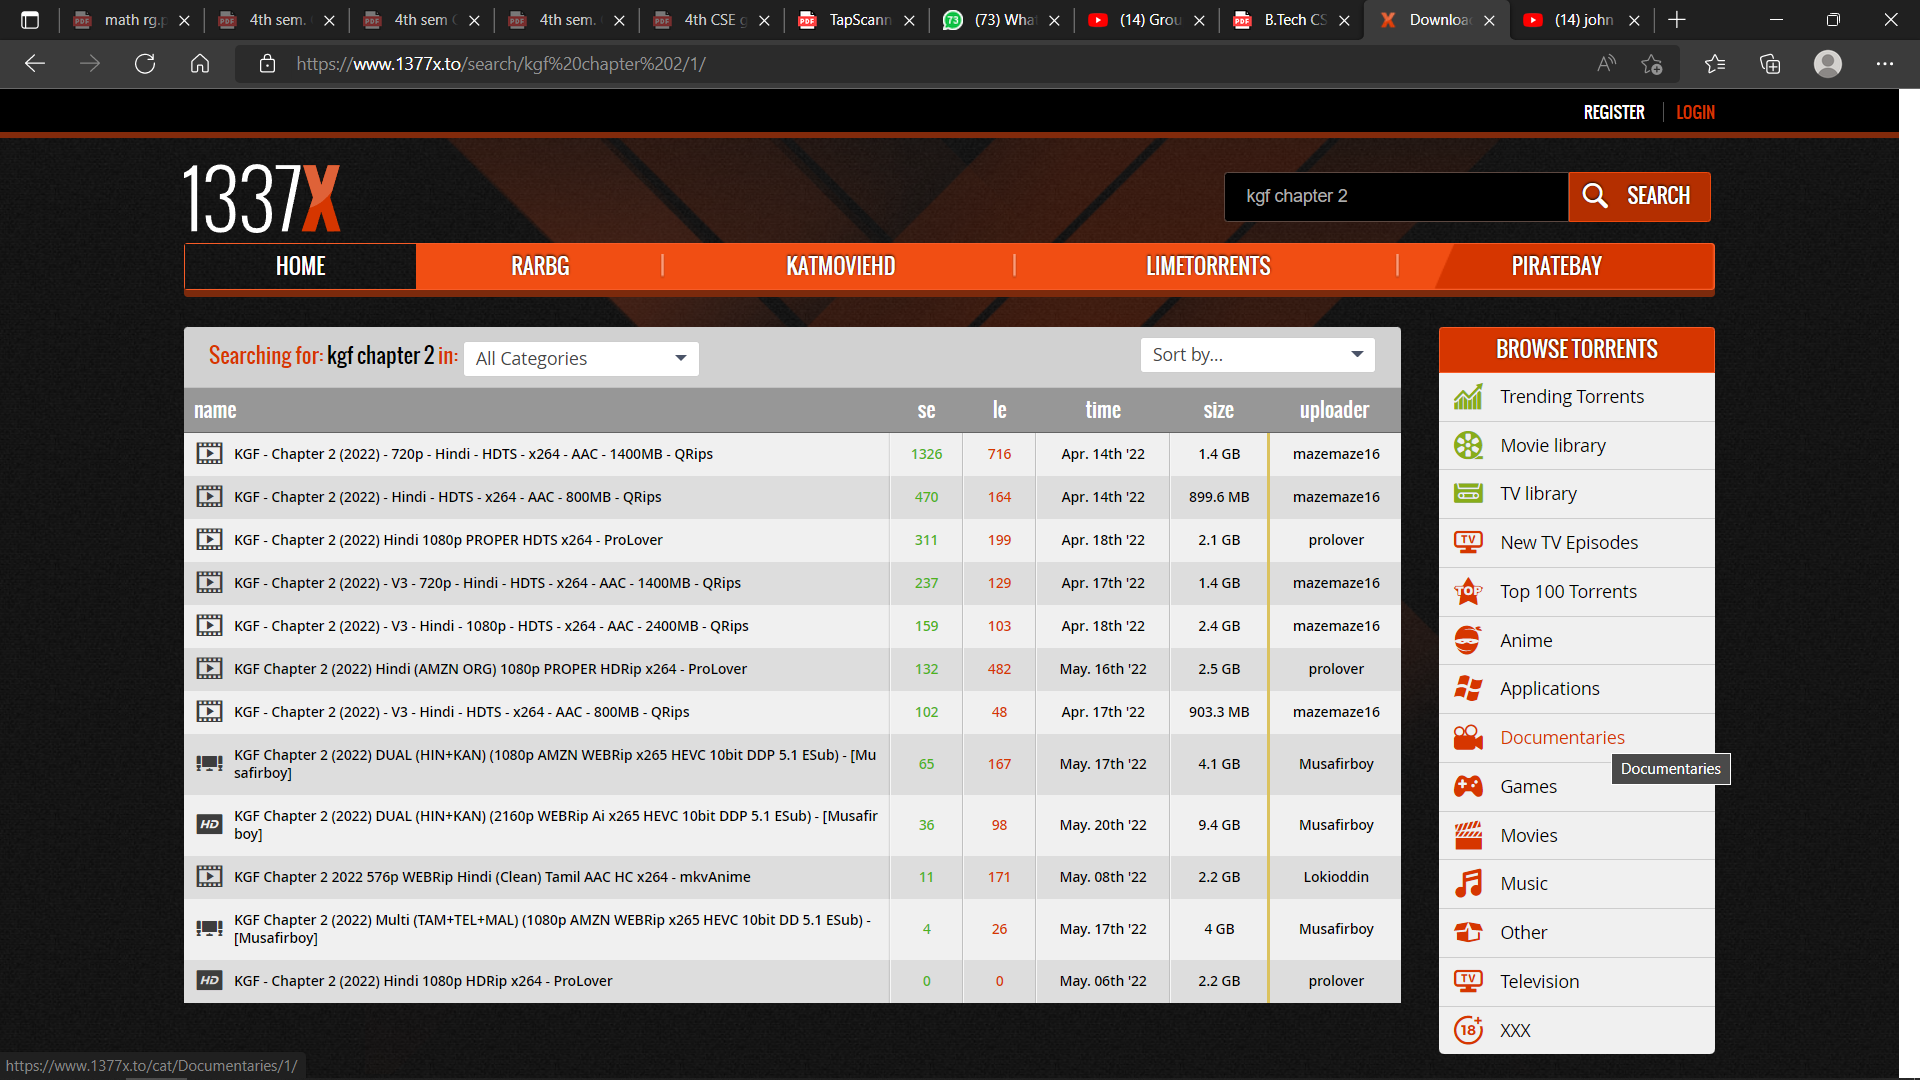 math rg.p
4th sem.
4th sem
4th sem.
4th CSE g
TapScann
(73) Wha
(14) Grou
B.Tech CS
Downloa
(14) john
https://www.1377x.to/search/kgf%20chapter%202/1/
REGISTER
LOGIN
1337X
kgf chapter 2
SEARCH
HOME
RARBG
KATMOVIEHD
LIMETORRENTS
PIRATEBAY
Searching for: kgf chapter 2 in: All Categories
Sort by...
name se le time size uploader
KGF - Chapter 2 (2022) - 720p - Hindi - HDTS - x264 - AAC - 1400MB - QRips 1326 716 Apr. 14th '22 1.4 GB mazemaze16
KGF - Chapter 2 (2022) - Hindi - HDTS - x264 - AAC - 800MB - QRips 470 164 Apr. 14th '22 899.6 MB mazemaze16
KGF - Chapter 2 (2022) Hindi 1080p PROPER HDTS x264 - ProLover 311 199 Apr. 18th '22 2.1 GB prolover
KGF - Chapter 2 (2022) - V3 - 720p - Hindi - HDTS - x264 - AAC - 1400MB - QRips 237 129 Apr. 17th '22 1.4 GB mazemaze16
KGF - Chapter 2 (2022) - V3 - Hindi - 1080p - HDTS - x264 - AAC - 2400MB - QRips 159 103 Apr. 18th '22 2.4 GB mazemaze16
KGF Chapter 2 (2022) Hindi (AMZN ORG) 1080p PROPER HDRip x264 - ProLover 132 482 May. 16th '22 2.5 GB prolover
KGF - Chapter 2 (2022) - V3 - Hindi - HDTS - x264 - AAC - 800MB - QRips 102 48 Apr. 17th '22 903.3 MB mazemaze16
KGF Chapter 2 (2022) DUAL (HIN+KAN) (1080p AMZN WEBRip x265 HEVC 10bit DDP 5.1 ESub) - [Mu
safirboy] 65 167 May. 17th '22 4.1 GB Musafirboy
HD KGF Chapter 2 (2022) DUAL (HIN+KAN) (2160p WEBRip Ai x265 HEVC 10bit DDP 5.1 ESub) - [Musafir
boy] 36 98 May. 20th '22 9.4 GB Musafirboy
KGF Chapter 2 2022 576p WEBRip Hindi (Clean) Tamil AAC HC x264 - mkvAnime 11 171 May. 08th '22 2.2 GB Lokioddin
KGF Chapter 2 (2022) Multi (TAM+TEL+MAL) (1080p AMZN WEBRip x265 HEVC 10bit DD 5.1 ESub) -
[Musafirboy] 4 26 May. 17th '22 4 GB Musafirboy
HD KGF - Chapter 2 (2022) Hindi 1080p HDRip x264 - ProLover 0 0 May. 06th '22 2.2 GB prolover
BROWSE TORRENTS
Trending Torrents
Movie library
TV library
TV New TV Episodes
TOP Top 100 Torrents
Anime
Applications
Documentaries
Documentaries
Games
Movies
Music
Other
TV Television
18+ XXX
https://www.1377x.to/cat/Documentaries/1/